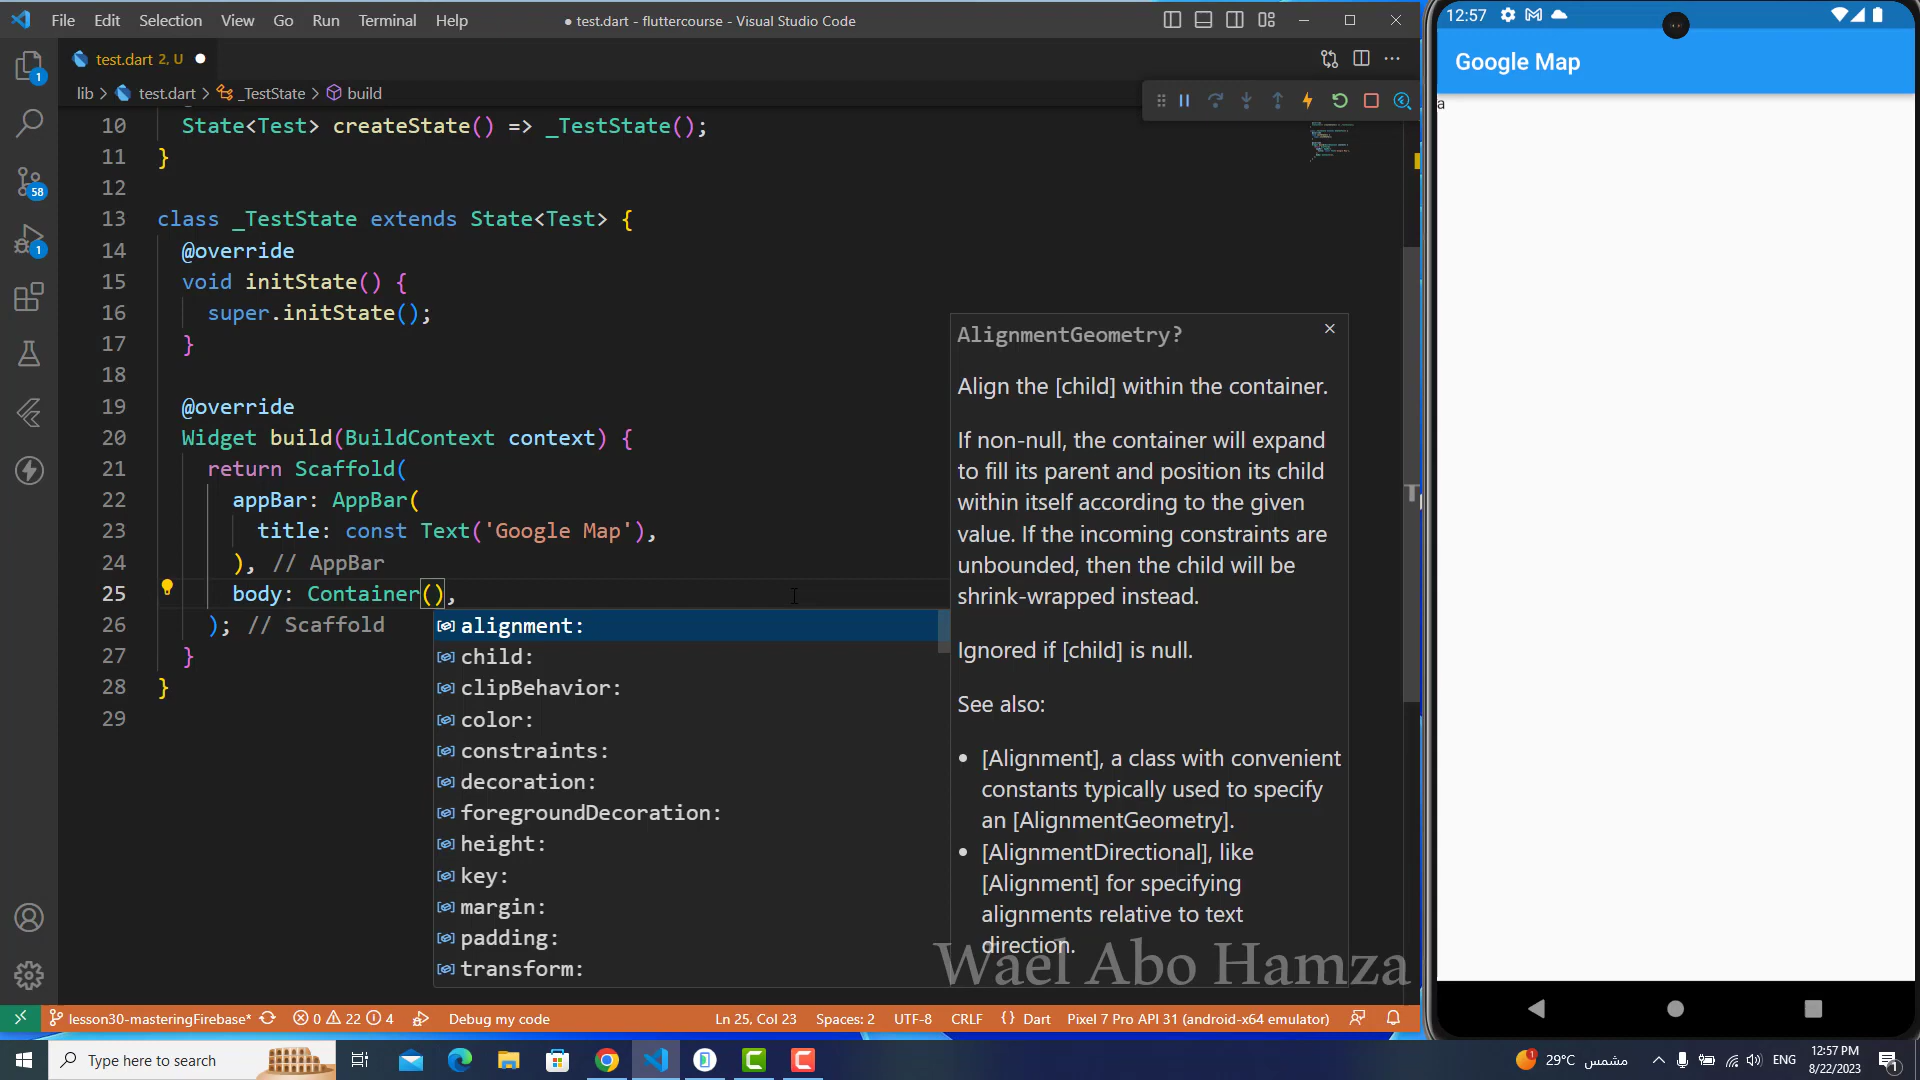 File Edit Selection View Go Run Terminal Help
● test.dart - fluttercourse - Visual Studio Code
test.dart 2, U ●
lib > test.dart > _TestState > build
10 State<Test> createState() => _TestState();
11 }
12
13 class _TestState extends State<Test> {
14 @override
15 void initState() {
16 super.initState();
17 }
18
19 @override
20 Widget build(BuildContext context) {
21 return Scaffold(
22 appBar: AppBar(
23 title: const Text('Google Map'),
24 ), // AppBar
25 body: Container(),
26 ); // Scaffold
27 }
28 }
29
alignment:
child:
clipBehavior:
color:
constraints:
decoration:
foregroundDecoration:
height:
key:
margin:
padding:
transform:
AlignmentGeometry?
Align the [child] within the container.
If non-null, the container will expand
to fill its parent and position its child
within itself according to the given
value. If the incoming constraints are
unbounded, then the child will be
shrink-wrapped instead.
Ignored if [child] is null.
See also:
• [Alignment], a class with convenient
constants typically used to specify
an [AlignmentGeometry].
• [AlignmentDirectional], like
[Alignment] for specifying
alignments relative to text
direction.
Wael Abo Hamza
1
58
1
12:57
Google Map
a
lesson30-masteringFirebase* 0 22 4 Debug my code
Ln 25, Col 23 Spaces: 2 UTF-8 CRLF {} Dart Pixel 7 Pro API 31 (android-x64 emulator)
Type here to search
1 29°C مشمس ENG 12:57 PM
8/22/2023 1